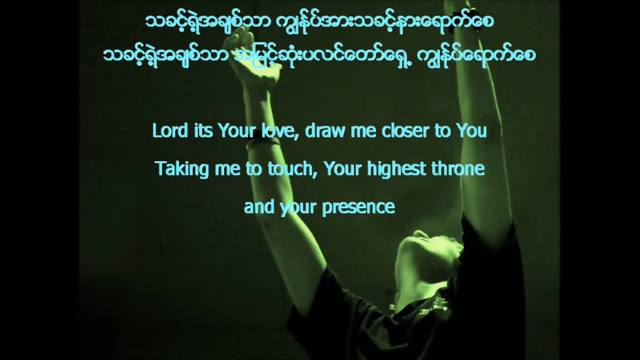 သခင့်ရဲ့အချစ်သာ ကျွန်ုပ်အားသခင့်နားရောက်စေ
သခင့်ရဲ့အချစ်သာ အမြင့်ဆုံးပလင်တော်ရှေ့ ကျွန်ုပ်ရောက်စေ
Lord its Your love, draw me closer to You
Taking me to touch, Your highest throne
and your presence